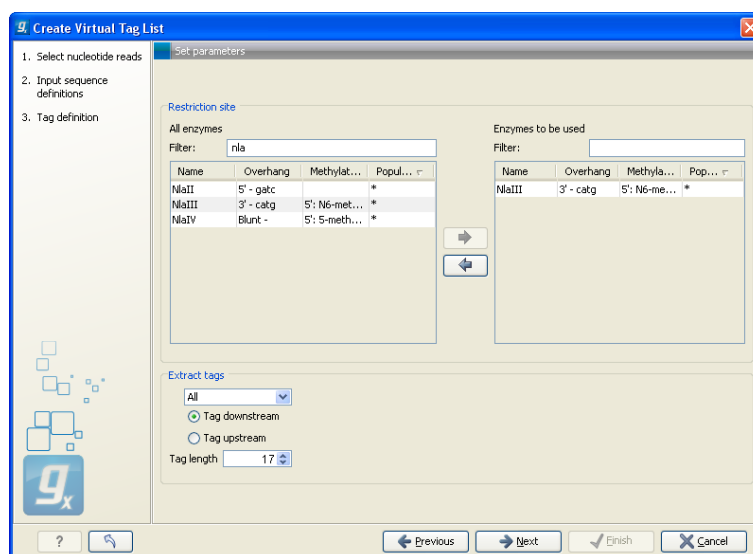 Create Virtual Tag List
1. Select nucleotide reads
2. Input sequence
definitions
3. Tag definition
Set parameters
Restriction site
All enzymes
Filter: nla
Name Overhang Methylat... Popul...
NlaII 5' - gatc *
NlaIII 3' - catg 5': N6-met... *
NlaIV Blunt - 5': 5-meth... *
Enzymes to be used
Filter:
Name Overhang Methyla... Pop...
NlaIII 3' - catg 5': N6-me... *
Extract tags
All
Tag downstream
Tag upstream
Tag length 17
gx
? Previous Next Finish Cancel